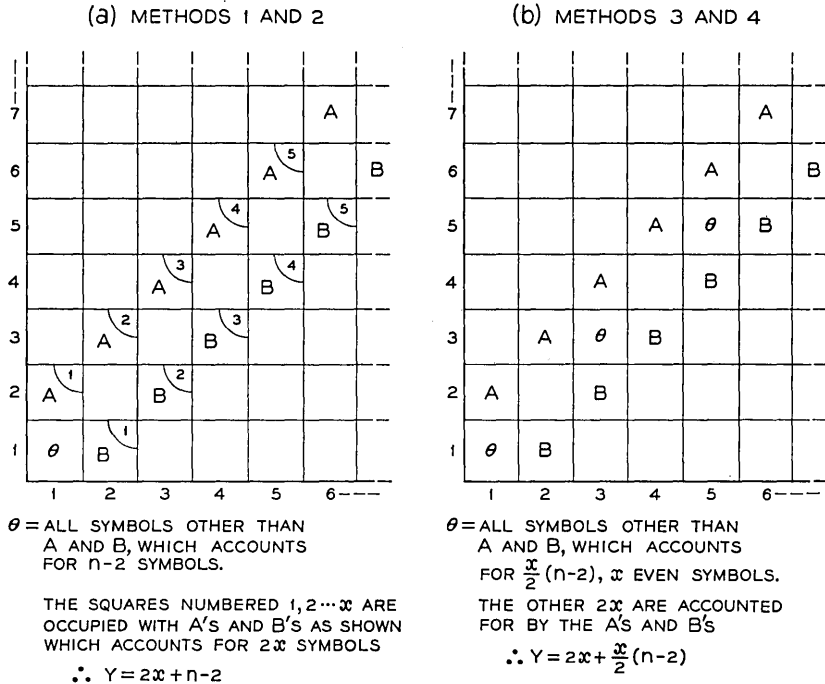 (a) METHODS 1 AND 2
7 A
6 A 5 B
5 A 4 B 5
4 A 3 B 4
3 A 2 B 3
2 A 1 B 2
1 θ B 1
1 2 3 4 5 6----
θ = ALL SYMBOLS OTHER THAN
A AND B, WHICH ACCOUNTS
FOR n-2 SYMBOLS.
THE SQUARES NUMBERED 1,2···x ARE
OCCUPIED WITH A'S AND B'S AS SHOWN
WHICH ACCOUNTS FOR 2x SYMBOLS
∴ Y=2x+n-2
(b) METHODS 3 AND 4
7 A
6 A B
5 A θ B
4 A B
3 A θ B
2 A B
1 θ B
1 2 3 4 5 6----
θ = ALL SYMBOLS OTHER THAN
A AND B, WHICH ACCOUNTS
FOR x/2 (n-2), x EVEN SYMBOLS.
THE OTHER 2x ARE ACCOUNTED
FOR BY THE A'S AND B'S
∴ Y=2x+ x/2 (n-2)